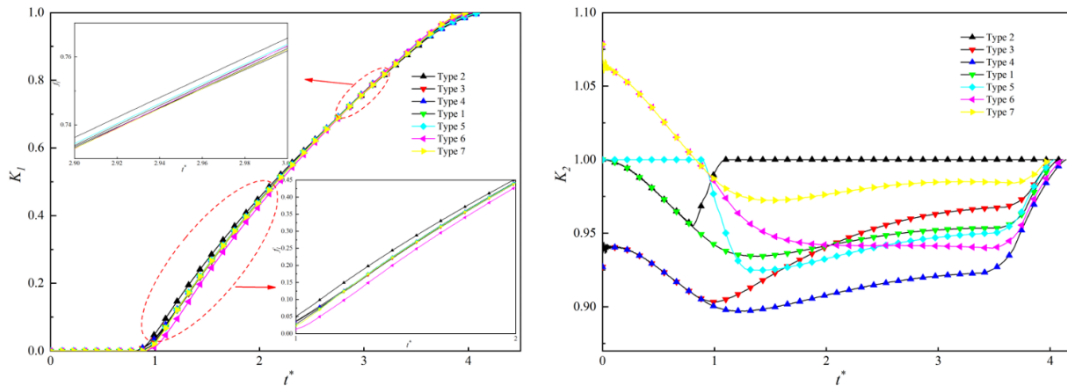 1.0
0.8
0.6
0.4
0.2
0.0
K1
0
1
2
3
4
t*
0.76
0.74
2.90
2.92
2.94
2.96
2.98
t*
Type 2
Type 3
Type 4
Type 1
Type 5
Type 6
Type 7
0.45
0.40
0.35
0.30
0.25
0.20
0.15
0.10
0.05
0.00
1
2
t*
1.10
1.05
1.00
0.95
0.90
K2
0
1
2
3
4
t*
Type 2
Type 3
Type 4
Type 1
Type 5
Type 6
Type 7